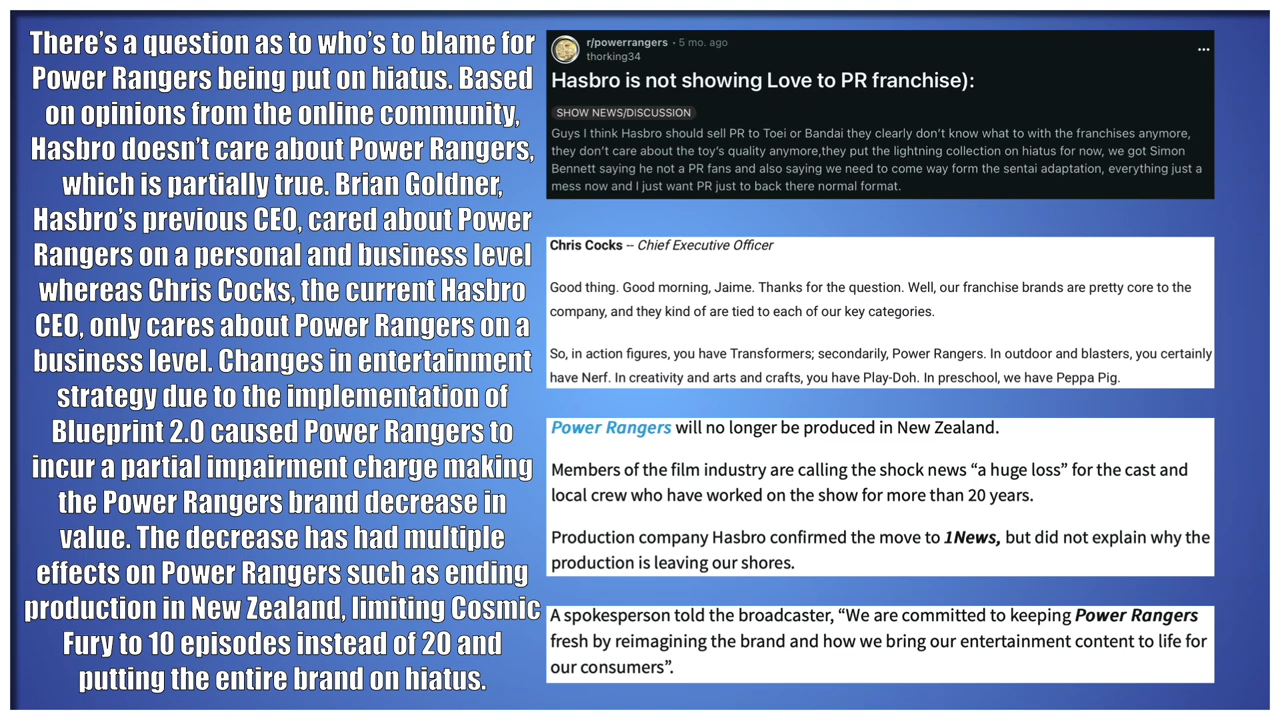 There's a question as to who's to blame for
Power Rangers being put on hiatus. Based
on opinions from the online community,
Hasbro doesn't care about Power Rangers,
which is partially true. Brian Goldner,
Hasbro's previous CEO, cared about Power
Rangers on a personal and business level
whereas Chris Cocks, the current Hasbro
CEO, only cares about Power Rangers on a
business level. Changes in entertainment
strategy due to the implementation of
Blueprint 2.0 caused Power Rangers to
incur a partial impairment charge making
the Power Rangers brand decrease in
value. The decrease has had multiple
effects on Power Rangers such as ending
production in New Zealand, limiting Cosmic
Fury to 10 episodes instead of 20 and
putting the entire brand on hiatus.
r/powerrangers • 5 mo. ago
thorking34
Hasbro is not showing Love to PR franchise):
SHOW NEWS/DISCUSSION
Guys I think Hasbro should sell PR to Toei or Bandai they clearly don't know what to with the franchises anymore,
they don't care about the toy's quality anymore,they put the lightning collection on hiatus for now, we got Simon
Bennett saying he not a PR fans and also saying we need to come way form the sentai adaptation, everything just a
mess now and I just want PR just to back there normal format.
Chris Cocks -- Chief Executive Officer
Good thing. Good morning, Jaime. Thanks for the question. Well, our franchise brands are pretty core to the
company, and they kind of are tied to each of our key categories.
So, in action figures, you have Transformers; secondarily, Power Rangers. In outdoor and blasters, you certainly
have Nerf. In creativity and arts and crafts, you have Play-Doh. In preschool, we have Peppa Pig.
Power Rangers will no longer be produced in New Zealand.
Members of the film industry are calling the shock news "a huge loss" for the cast and
local crew who have worked on the show for more than 20 years.
Production company Hasbro confirmed the move to 1News, but did not explain why the
production is leaving our shores.
A spokesperson told the broadcaster, "We are committed to keeping Power Rangers
fresh by reimagining the brand and how we bring our entertainment content to life for
our consumers".